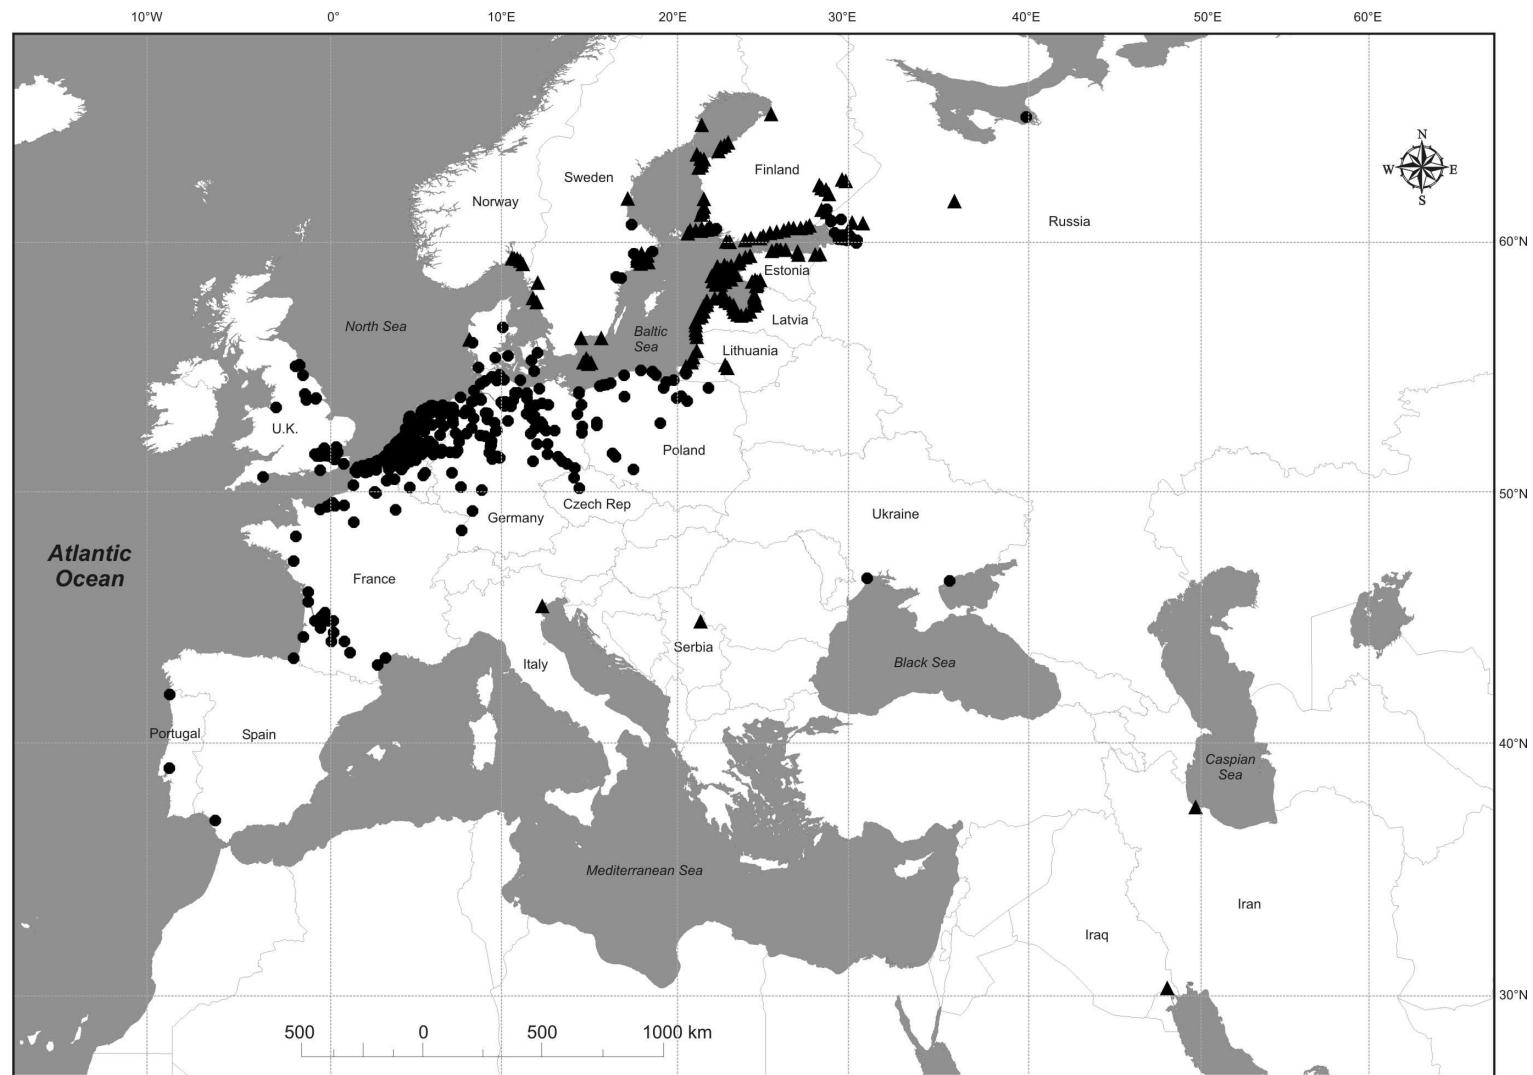 10°W 0° 10°E 20°E 30°E 40°E 50°E 60°E
N
W E
S
Finland
Sweden
Norway
Russia
60°N
Estonia
North Sea
Latvia
Baltic
Sea
Lithuania
U.K.
Poland
50°N
Czech Rep
Germany
Ukraine
Atlantic
Ocean
France
Serbia
Italy
Black Sea
Portugal
Spain
40°N
Caspian
Sea
Mediterranean Sea
Iran
Iraq
30°N
500 0 500 1000 km